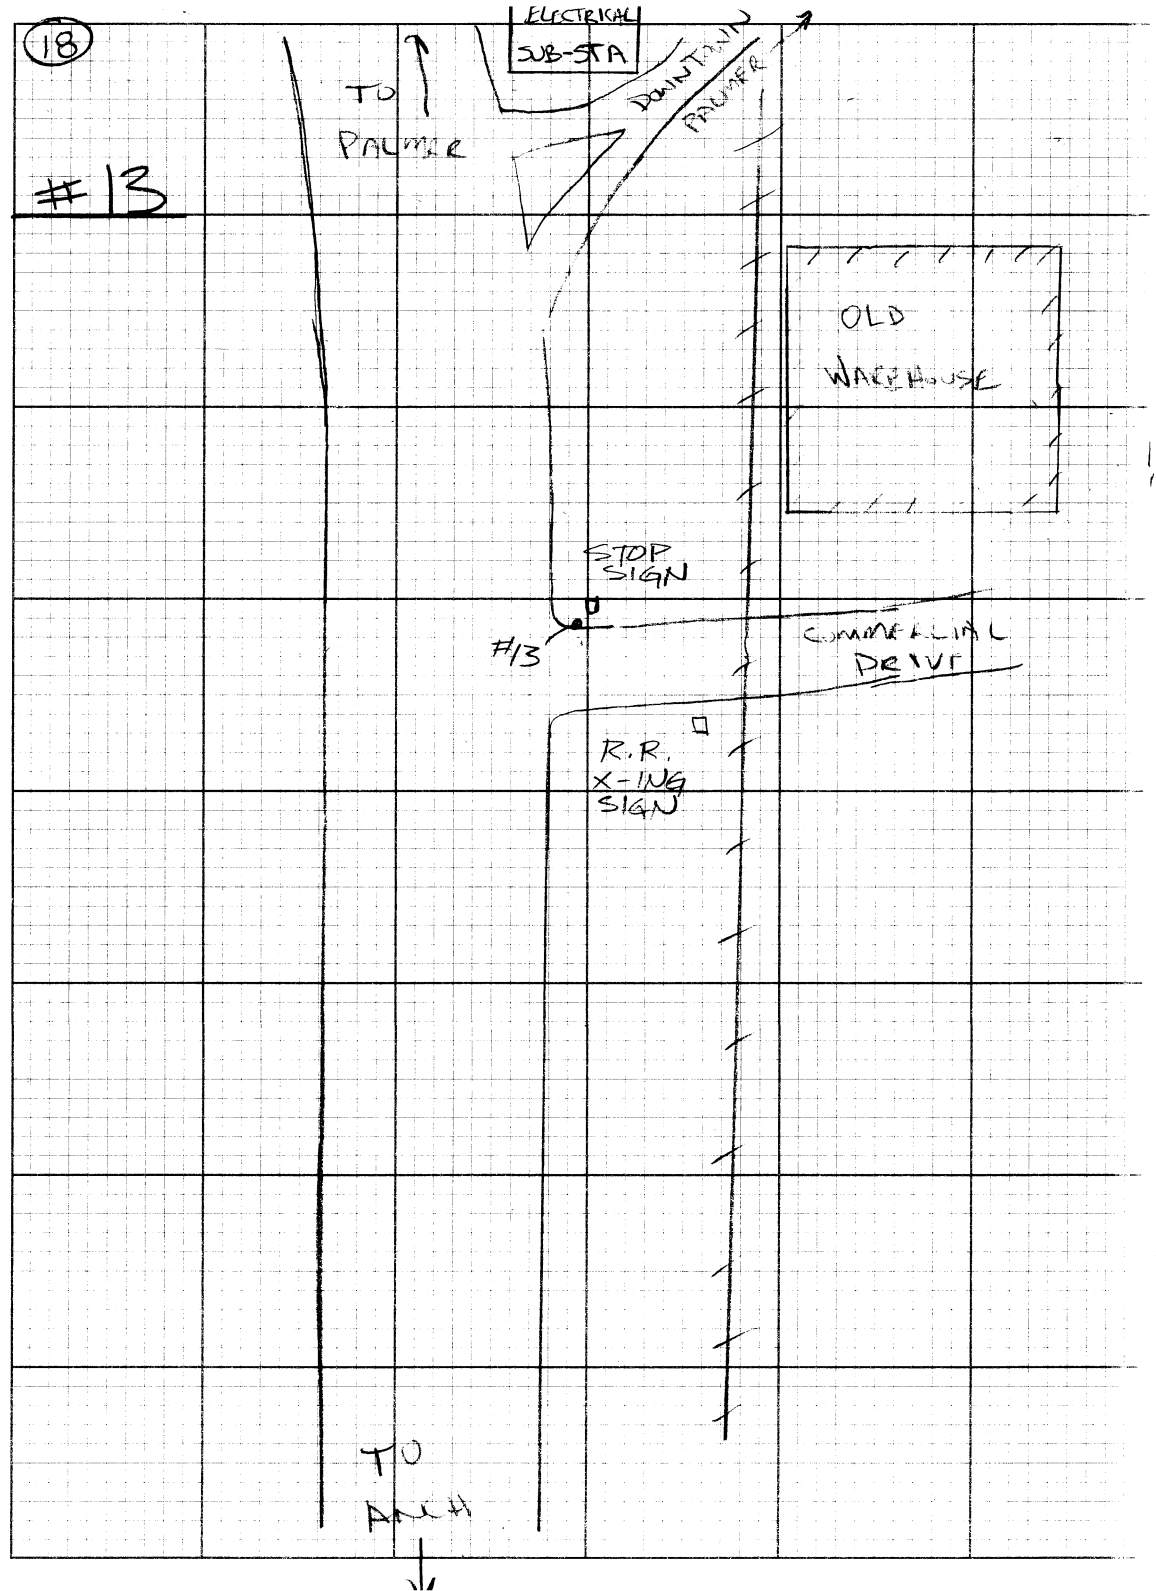 18
ELECTRICAL
SUB-STA
DOWNTOWN
PALMER
TO
PALMER
#13
OLD
WAREHOUSE
STOP
SIGN
#13
COMMERCIAL
DRIVE
R.R.
X-ING
SIGN
TO
ANCH